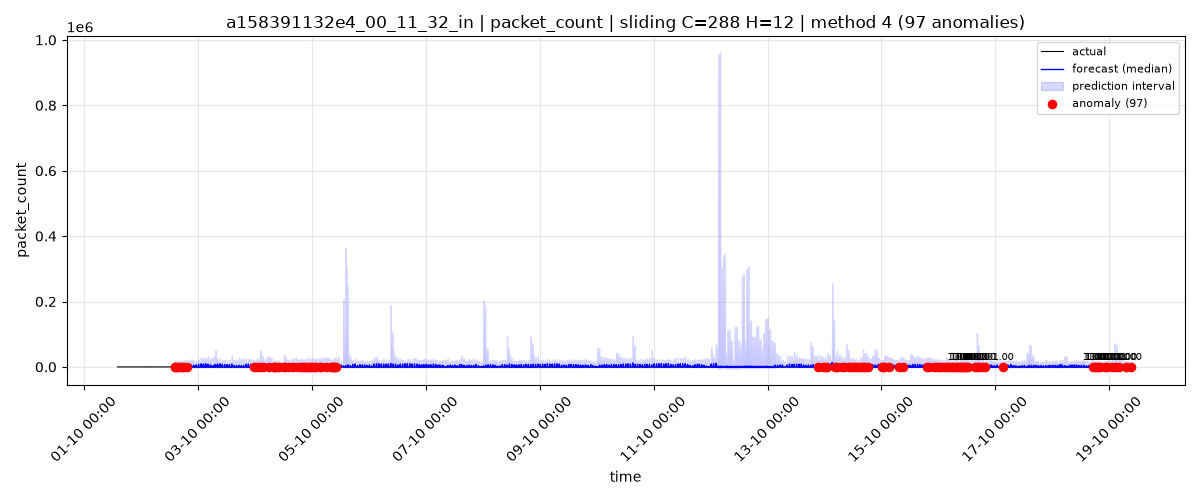 a158391132e4_00_11_32_in | packet_count | sliding C=288 H=12 | method 4 (97 anomalies)
1e6
1.0
0.8
0.6
0.4
0.2
0.0
packet_count
actual
forecast (median)
prediction interval
anomaly (97)
01-10 00:00
03-10 00:00
05-10 00:00
07-10 00:00
09-10 00:00
11-10 00:00
13-10 00:00
15-10 00:00
17-10 00:00
19-10 00:00
time